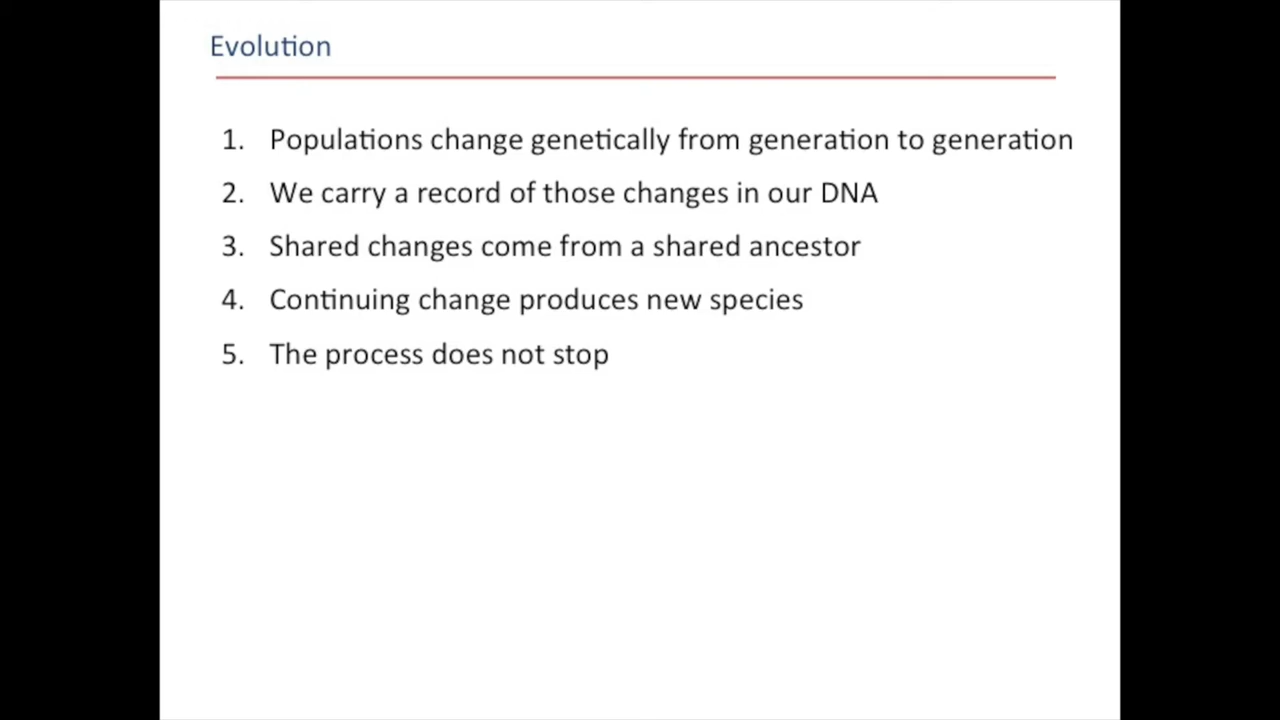 Evolution
1. Populations change genetically from generation to generation
2. We carry a record of those changes in our DNA
3. Shared changes come from a shared ancestor
4. Continuing change produces new species
5. The process does not stop